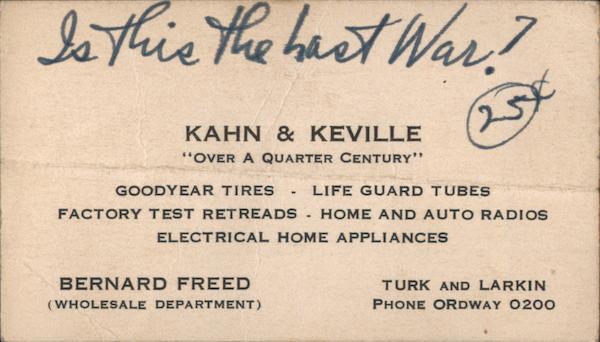 Is this the Last War?
25¢
KAHN & KEVILLE
"OVER A QUARTER CENTURY"
GOODYEAR TIRES - LIFE GUARD TUBES
FACTORY TEST RETREADS - HOME AND AUTO RADIOS
ELECTRICAL HOME APPLIANCES
BERNARD FREED
(WHOLESALE DEPARTMENT)
TURK AND LARKIN
PHONE ORDWAY 0200